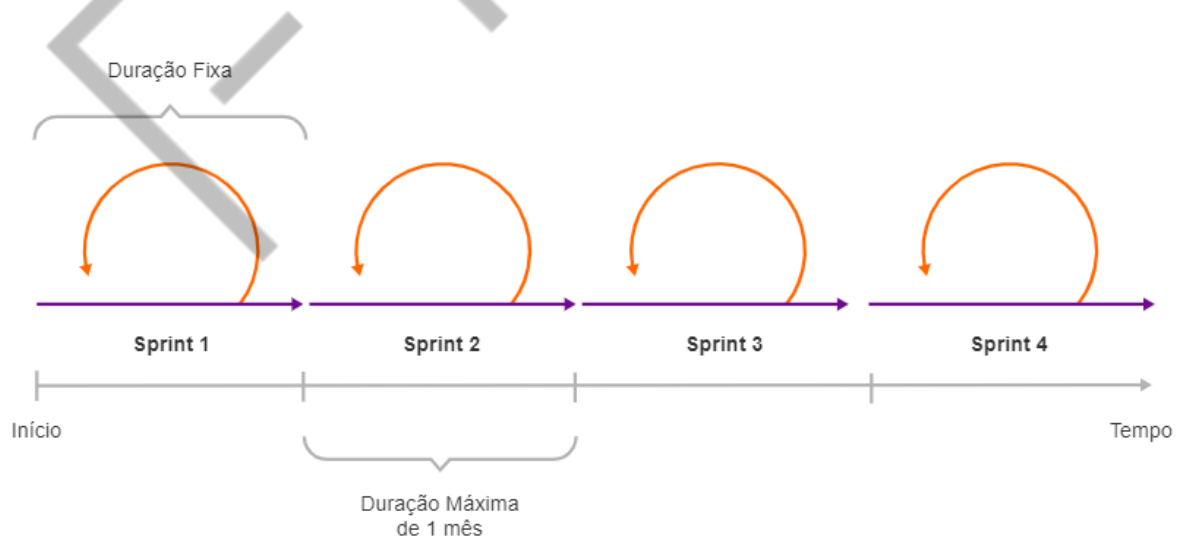 Duração Fixa
Sprint 1
Sprint 2
Sprint 3
Sprint 4
Início
Tempo
Duração Máxima
de 1 mês